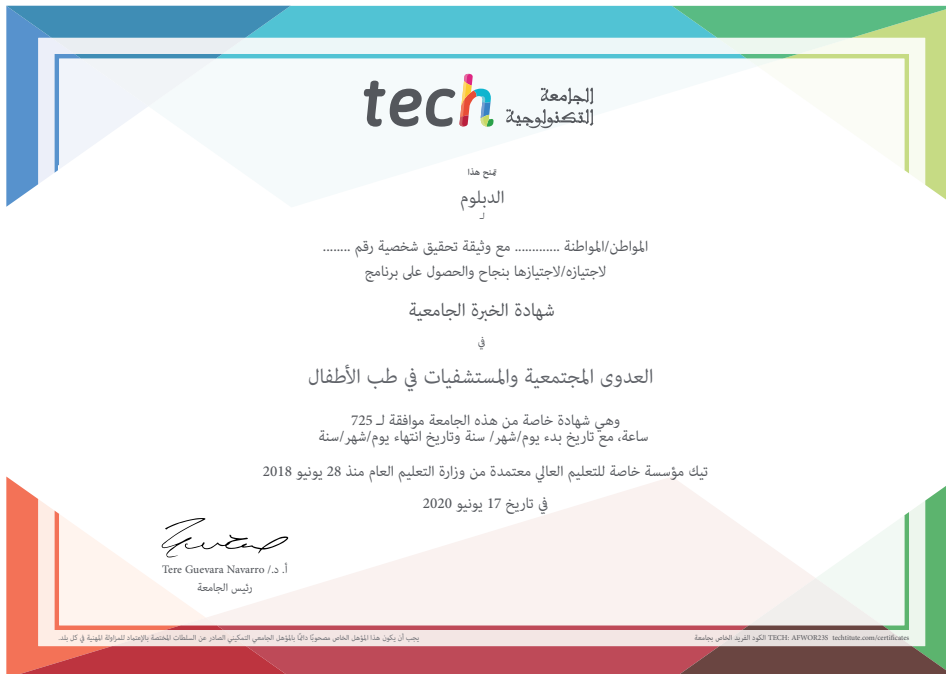 tech الجامعة
التكنولوجية
يمنح هذا
الدبلوم
لـ
المواطن/المواطنة ............ مع وثيقة تحقيق شخصية رقم ........
لاجتيازه/لاجتيازها بنجاح والحصول على برنامج
شهادة الخبرة الجامعية
في
العدوى المجتمعية والمستشفيات في طب الأطفال
وهي شهادة خاصة من هذه الجامعة موافقة لـ 725
ساعة، مع تاريخ بدء يوم/شهر/ سنة وتاريخ انتهاء يوم/شهر/سنة
تيك مؤسسة خاصة للتعليم العالي معتمدة من وزارة التعليم العام منذ 28 يونيو 2018
في تاريخ 17 يونيو 2020
أ. د./ Tere Guevara Navarro
رئيس الجامعة
يجب أن يكون هذا المؤهل الخاص مصحوبًا دائمًا بالمؤهل الجامعي التمكيني الصادر عن السلطات المختصة بالإعتماد للمزاولة المهنية في كل بلد.
الكود الفريد الخاص بجامعة TECH: AFWOR23S techtitute.com/certificates